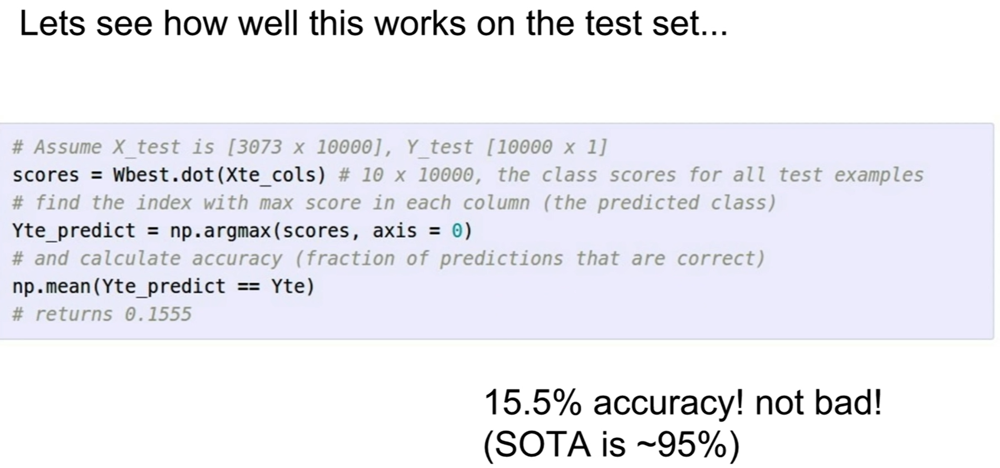 Lets see how well this works on the test set...
# Assume X_test is [3073 x 10000], Y_test [10000 x 1]
scores = Wbest.dot(Xte_cols) # 10 x 10000, the class scores for all test examples
# find the index with max score in each column (the predicted class)
Yte_predict = np.argmax(scores, axis = 0)
# and calculate accuracy (fraction of predictions that are correct)
np.mean(Yte_predict == Yte)
# returns 0.1555
15.5% accuracy! not bad!
(SOTA is ~95%)